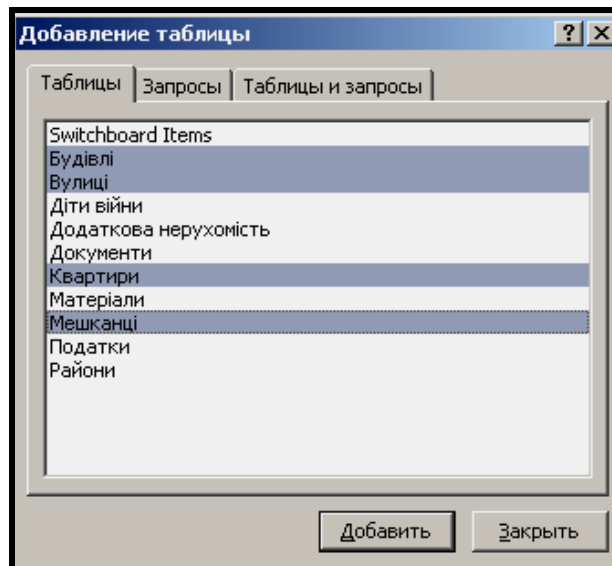 Добавление таблицы
Таблицы Запросы Таблицы и запросы
Switchboard Items
Будівлі
Вулиці
Діти війни
Додаткова нерухомість
Документи
Квартири
Матеріали
Мешканці
Податки
Райони
Добавить Закрыть